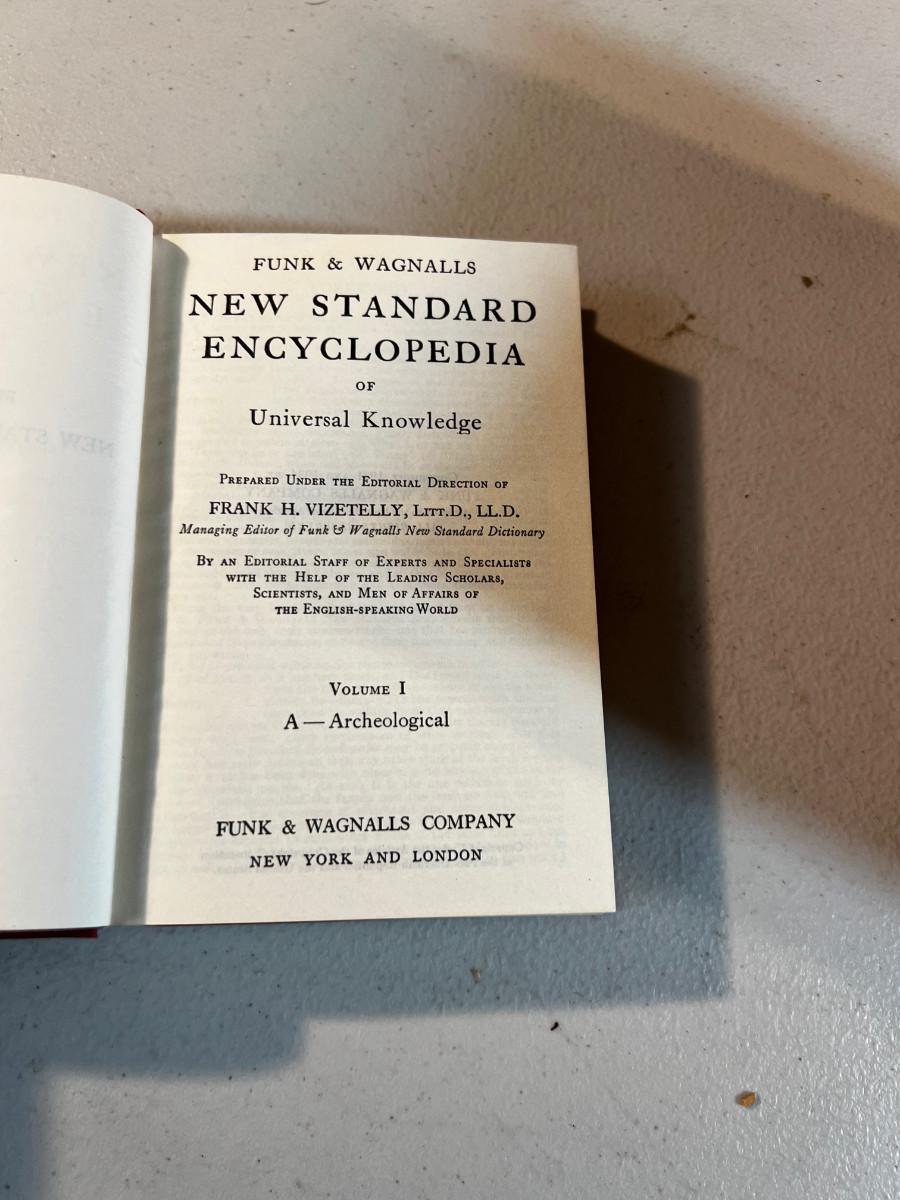 FUNK & WAGNALLS
NEW STANDARD
ENCYCLOPEDIA
OF
Universal Knowledge
PREPARED UNDER THE EDITORIAL DIRECTION OF
FRANK H. VIZETELLY, LITT.D., LL.D.
Managing Editor of Funk & Wagnalls New Standard Dictionary
BY AN EDITORIAL STAFF OF EXPERTS AND SPECIALISTS
WITH THE HELP OF THE LEADING SCHOLARS,
SCIENTISTS, AND MEN OF AFFAIRS OF
THE ENGLISH-SPEAKING WORLD
VOLUME I
A — Archeological
FUNK & WAGNALLS COMPANY
NEW YORK AND LONDON